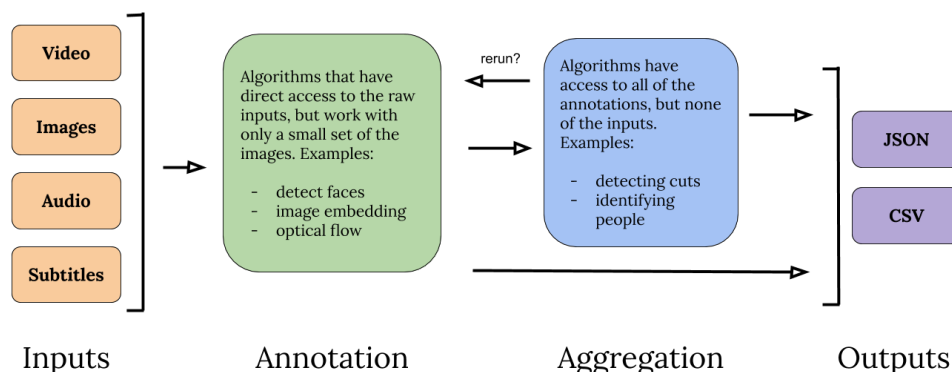 Video
Images
Audio
Subtitles
Algorithms that have
direct access to the raw
inputs, but work with
only a small set of the
images. Examples:
- detect faces
- image embedding
- optical flow
rerun?
Algorithms have
access to all of the
annotations, but none
of the inputs.
Examples:
- detecting cuts
- identifying
people
JSON
CSV
Inputs
Annotation
Aggregation
Outputs